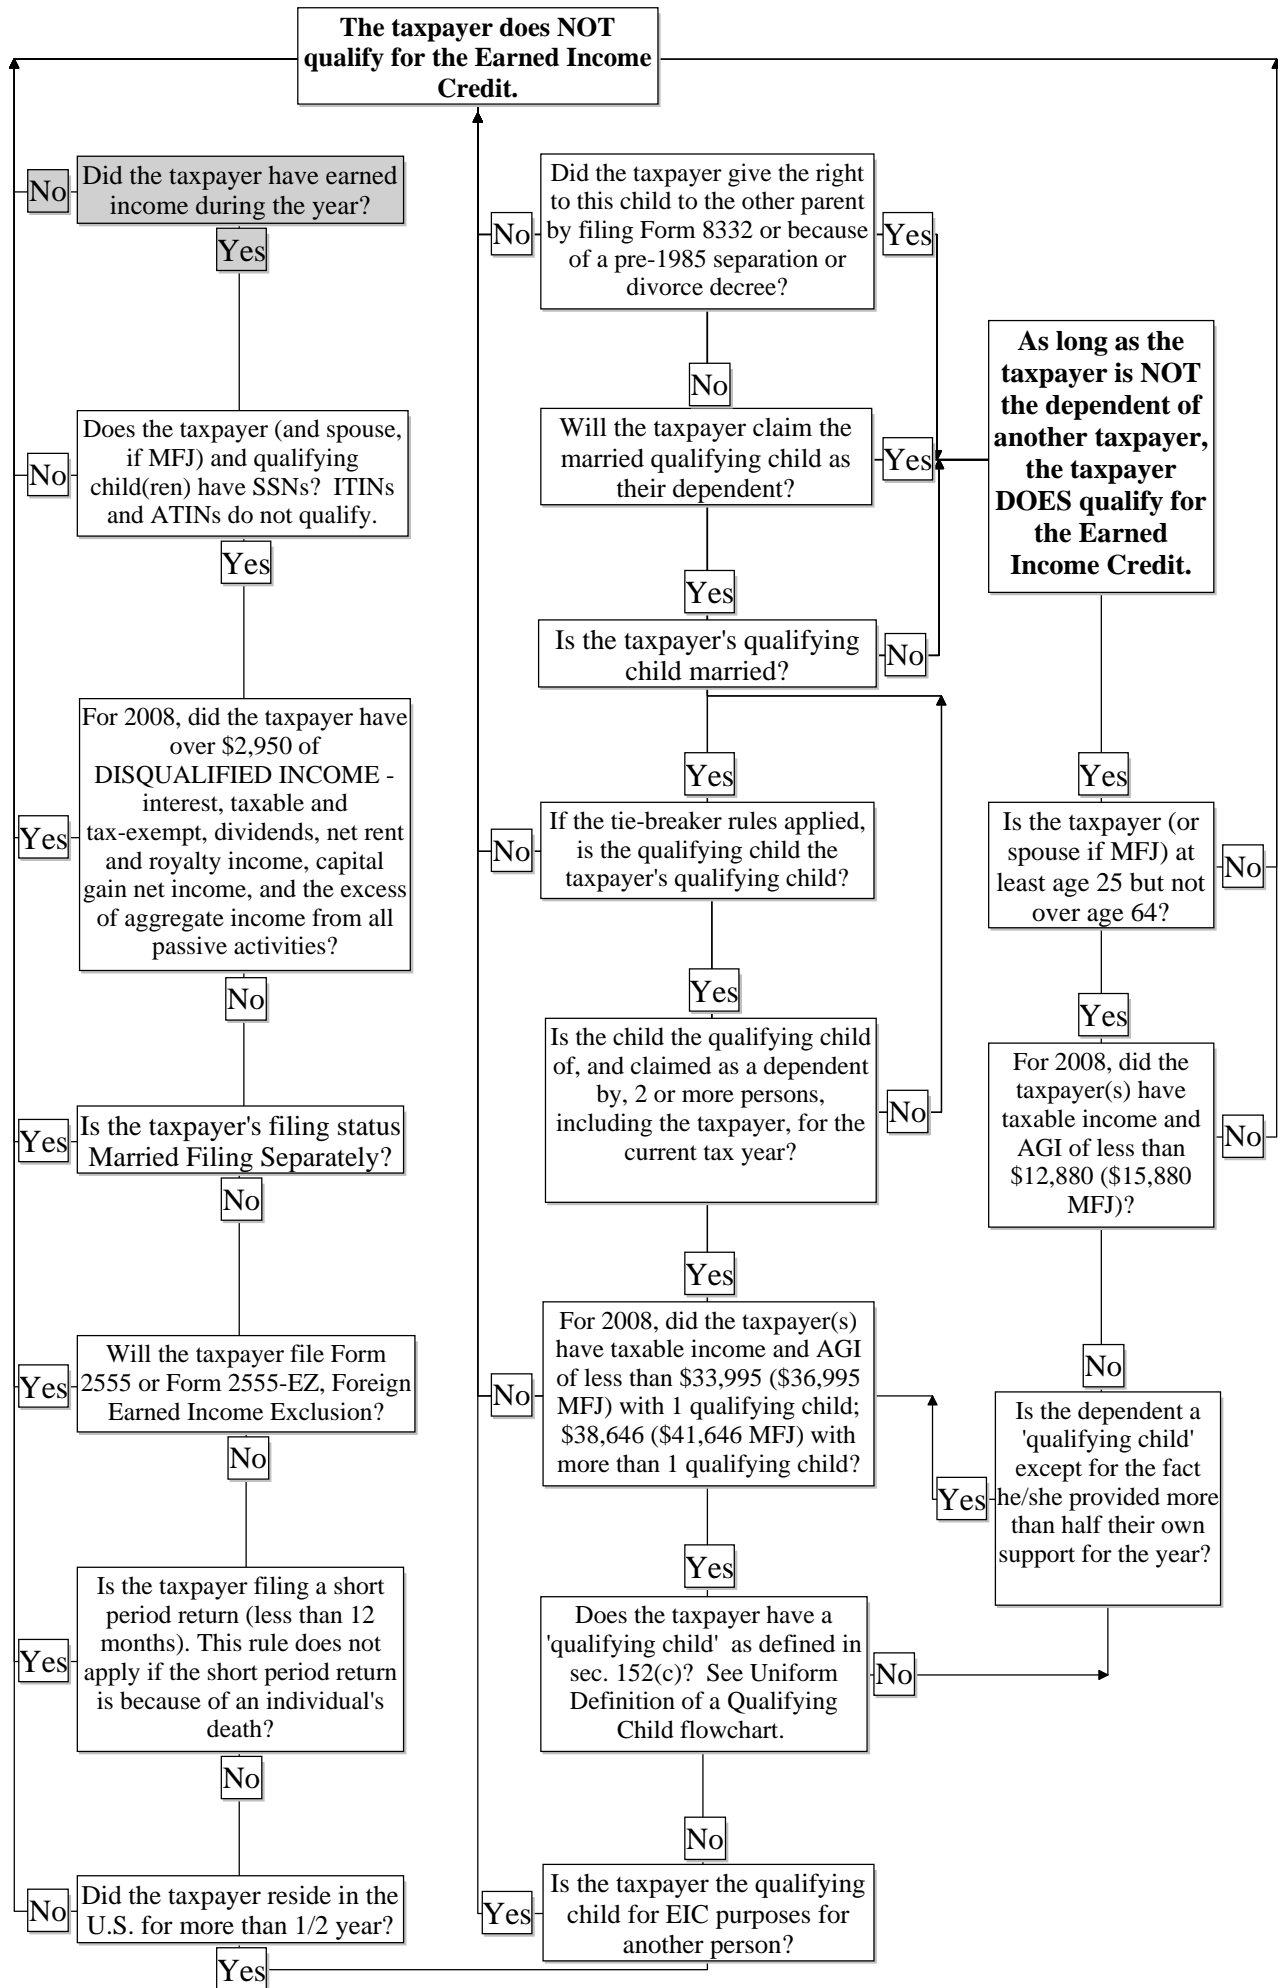 The taxpayer does NOT
qualify for the Earned Income
Credit.
No
Did the taxpayer have earned
income during the year?
Yes
No
Does the taxpayer (and spouse,
if MFJ) and qualifying
child(ren) have SSNs? ITINs
and ATINs do not qualify.
Yes
Yes
For 2008, did the taxpayer have
over $2,950 of
DISQUALIFIED INCOME -
interest, taxable and
tax-exempt, dividends, net rent
and royalty income, capital
gain net income, and the excess
of aggregate income from all
passive activities?
No
Yes
Is the taxpayer's filing status
Married Filing Separately?
No
Yes
Will the taxpayer file Form
2555 or Form 2555-EZ, Foreign
Earned Income Exclusion?
No
Yes
Is the taxpayer filing a short
period return (less than 12
months). This rule does not
apply if the short period return
is because of an individual's
death?
No
No
Did the taxpayer reside in the
U.S. for more than 1/2 year?
Yes
No
Did the taxpayer give the right
to this child to the other parent
by filing Form 8332 or because
of a pre-1985 separation or
divorce decree?
Yes
No
Will the taxpayer claim the
married qualifying child as
their dependent?
Yes
Yes
Is the taxpayer's qualifying
child married?
No
Yes
No
If the tie-breaker rules applied,
is the qualifying child the
taxpayer's qualifying child?
Yes
Is the child the qualifying child
of, and claimed as a dependent
by, 2 or more persons,
including the taxpayer, for the
current tax year?
No
Yes
No
For 2008, did the taxpayer(s)
have taxable income and AGI
of less than $33,995 ($36,995
MFJ) with 1 qualifying child;
$38,646 ($41,646 MFJ) with
more than 1 qualifying child?
Yes
Does the taxpayer have a
'qualifying child' as defined in
sec. 152(c)? See Uniform
Definition of a Qualifying
Child flowchart.
No
No
Yes
Is the taxpayer the qualifying
child for EIC purposes for
another person?
As long as the
taxpayer is NOT
the dependent of
another taxpayer,
the taxpayer
DOES qualify for
the Earned
Income Credit.
Yes
Is the taxpayer (or
spouse if MFJ) at
least age 25 but not
over age 64?
No
Yes
For 2008, did the
taxpayer(s) have
taxable income and
AGI of less than
$12,880 ($15,880
MFJ)?
No
No
Yes
Is the dependent a
'qualifying child'
except for the fact
he/she provided more
than half their own
support for the year?